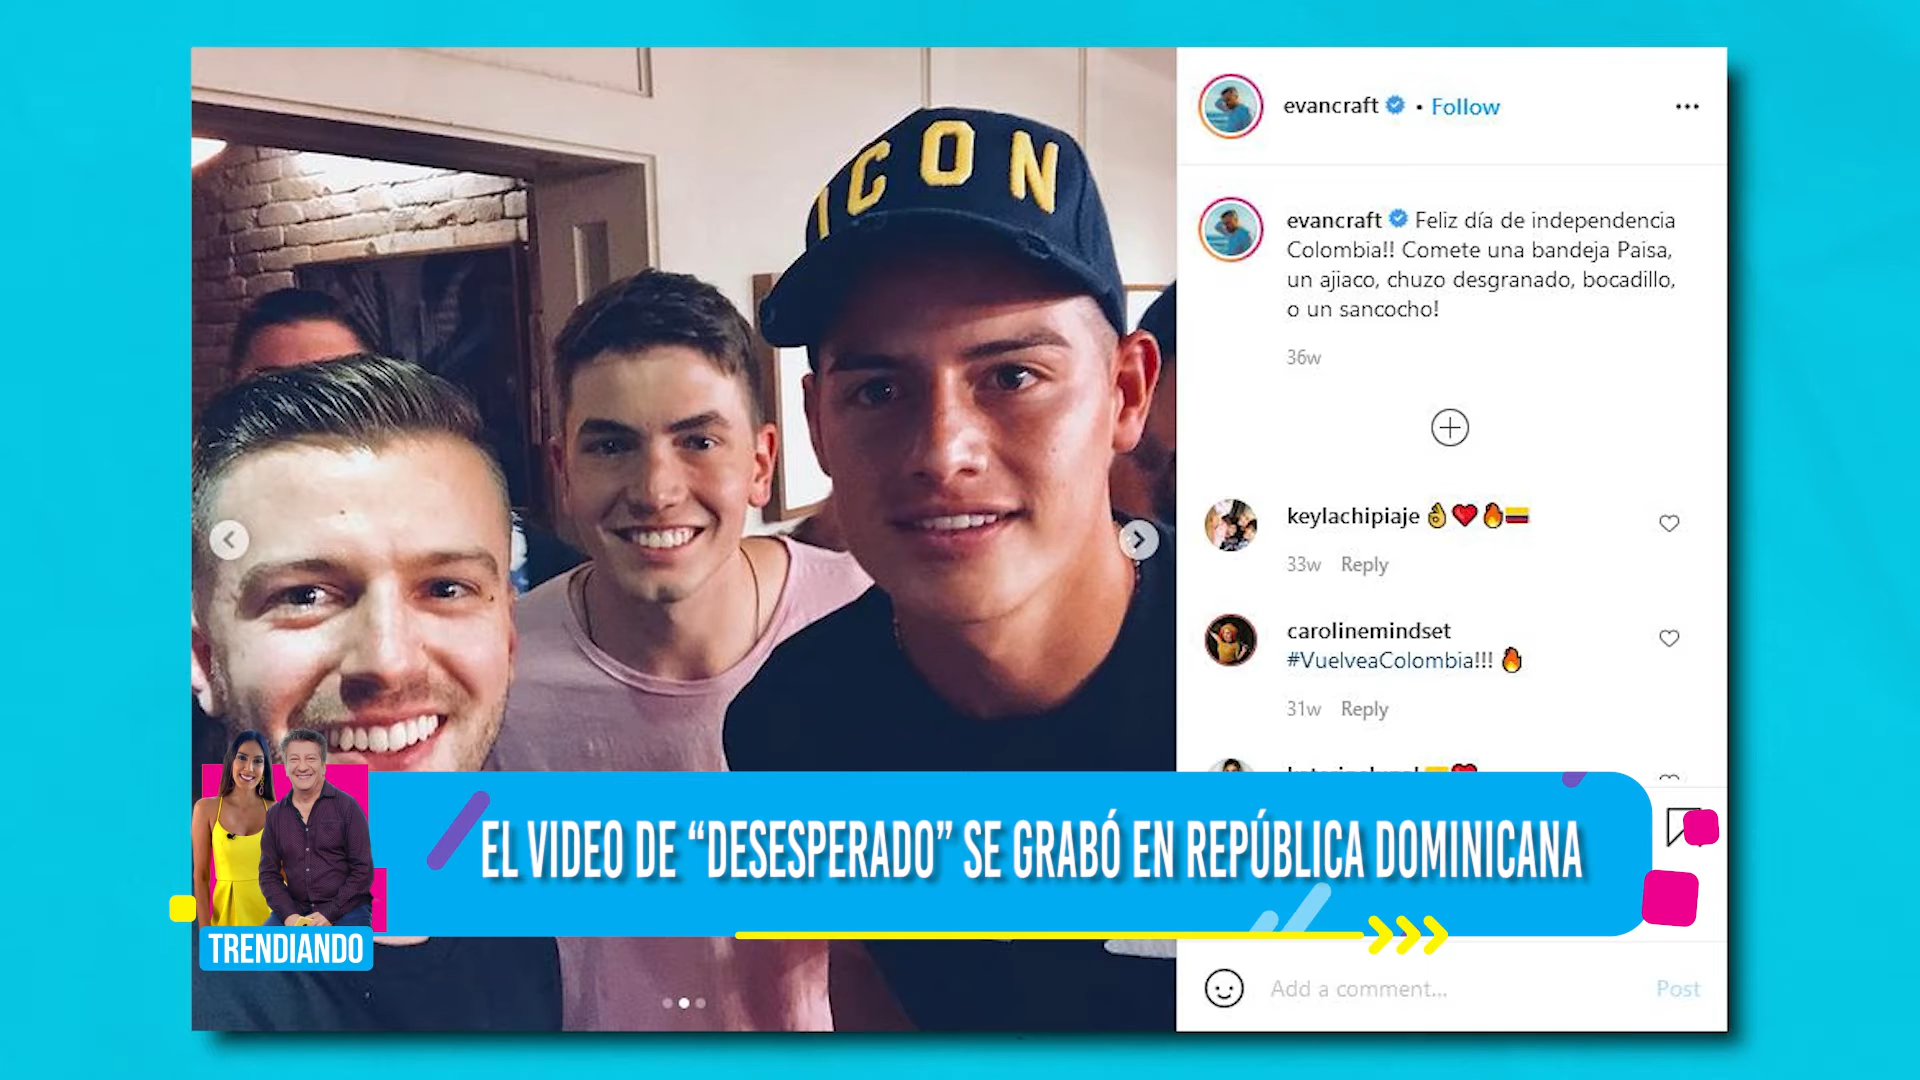 ICON
evancraft • Follow
evancraft Feliz día de independencia
Colombia!! Comete una bandeja Paisa,
un ajiaco, chuzo desgranado, bocadillo,
o un sancocho!
36w
keylachipiaje
33w Reply
carolinemindset
#VuelveaColombia!!!
31w Reply
EL VIDEO DE “DESESPERADO” SE GRABÓ EN REPÚBLICA DOMINICANA
TRENDIANDO
Add a comment... Post